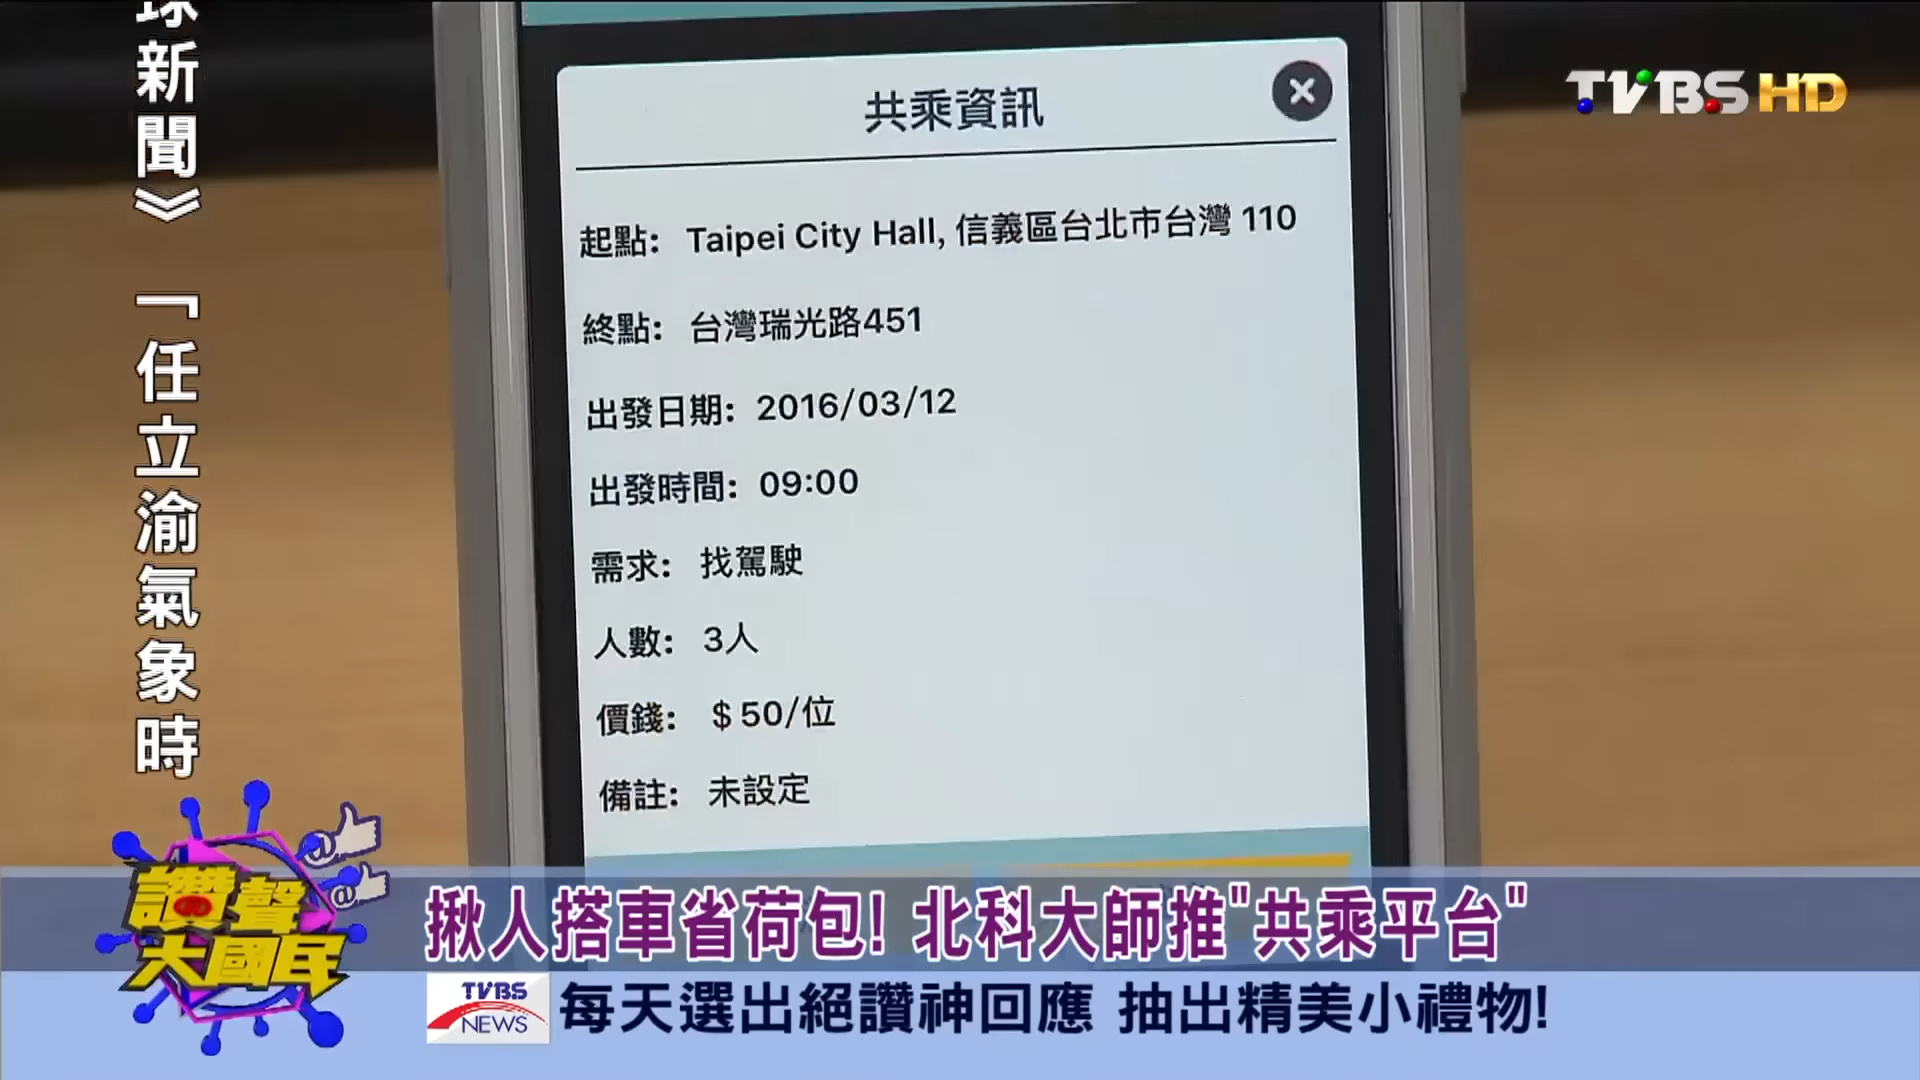 球新聞》「任立渝氣象時
TVBS HD
共乘資訊
起點: Taipei City Hall, 信義區台北市台灣 110
終點: 台灣瑞光路451
出發日期: 2016/03/12
出發時間: 09:00
需求: 找駕駛
人數: 3人
價錢: $50/位
備註: 未設定
讚聲
大國民
揪人搭車省荷包! 北科大師推"共乘平台"
TVBS
NEWS
每天選出絕讚神回應 抽出精美小禮物!